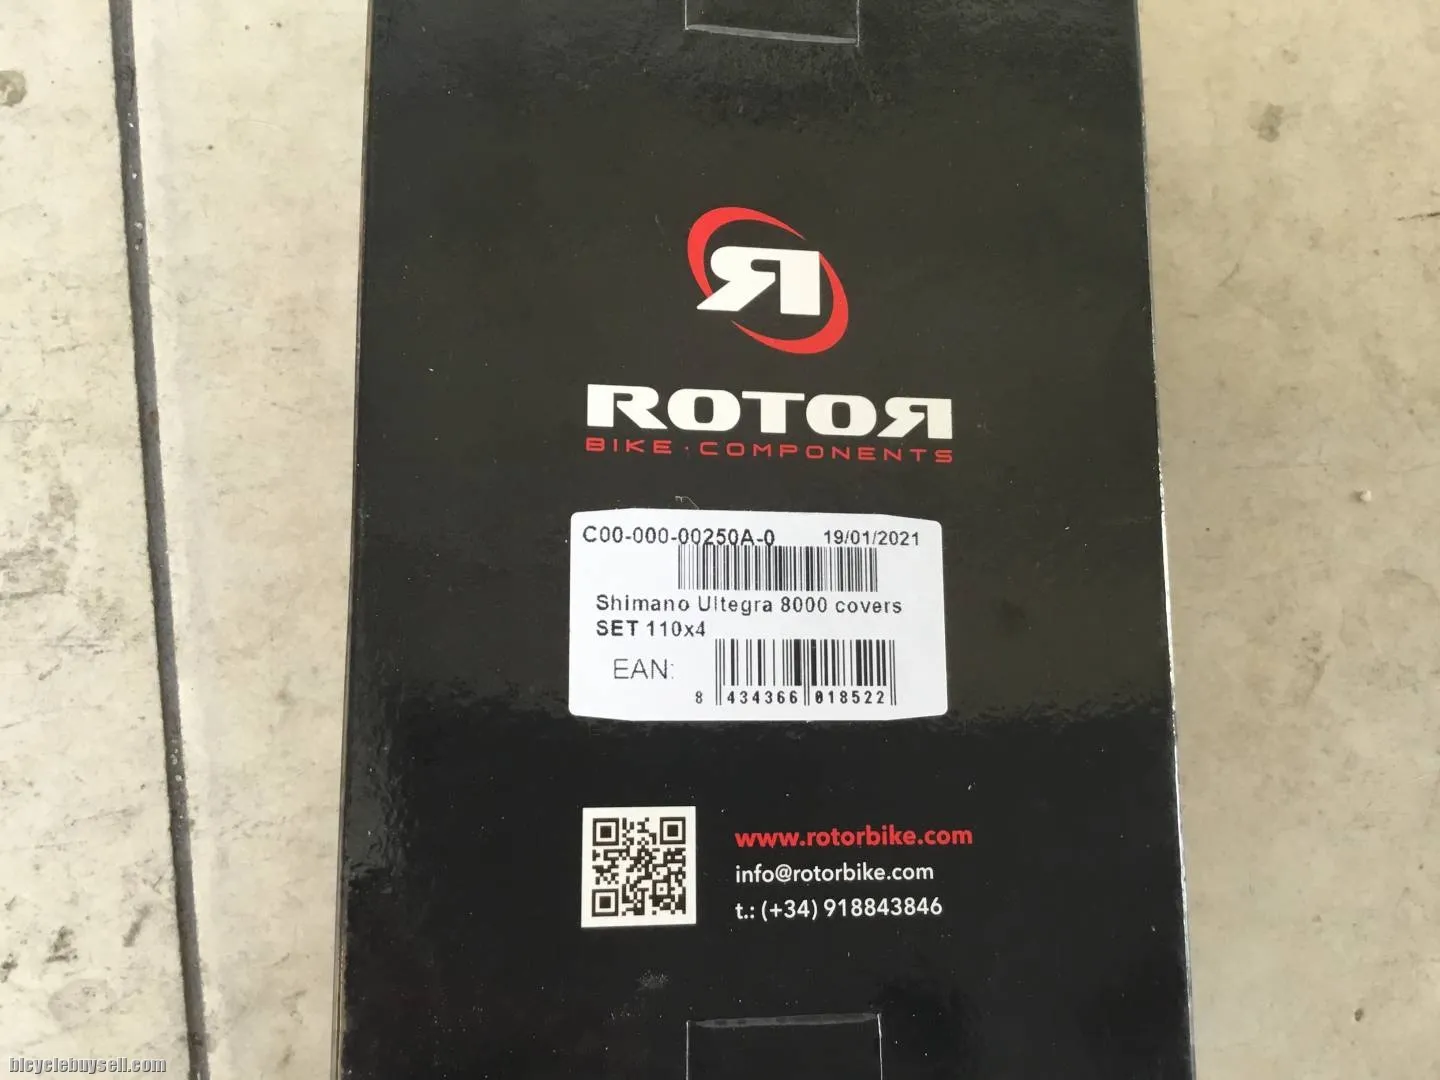 R
ROTOR
BIKE·COMPONENTS
C00-000-00250A-0 19/01/2021
Shimano Ultegra 8000 covers
SET 110x4
EAN:
8 434366 018522
www.rotorbike.com
info@rotorbike.com
t.: (+34) 918843846
bicyclebuysell.com